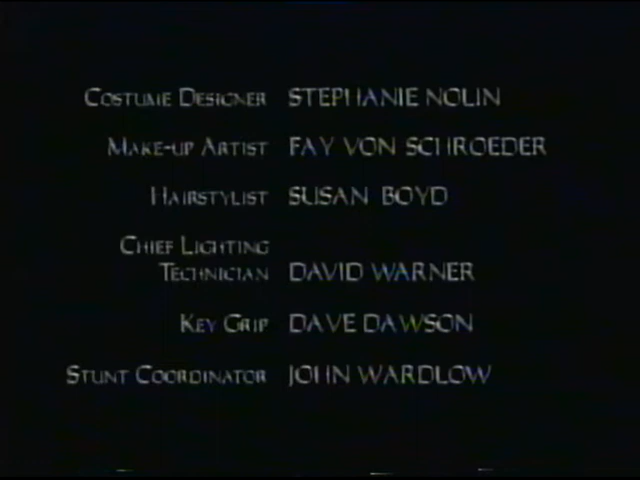 COSTUME DESIGNER STEPHANIE NOLIN
MAKE-UP ARTIST FAY VON SCHROEDER
HAIRSTYLIST SUSAN BOYD
CHIEF LIGHTING
TECHNICIAN DAVID WARNER
KEY GRIP DAVE DAWSON
STUNT COORDINATOR JOHN WARDLOW